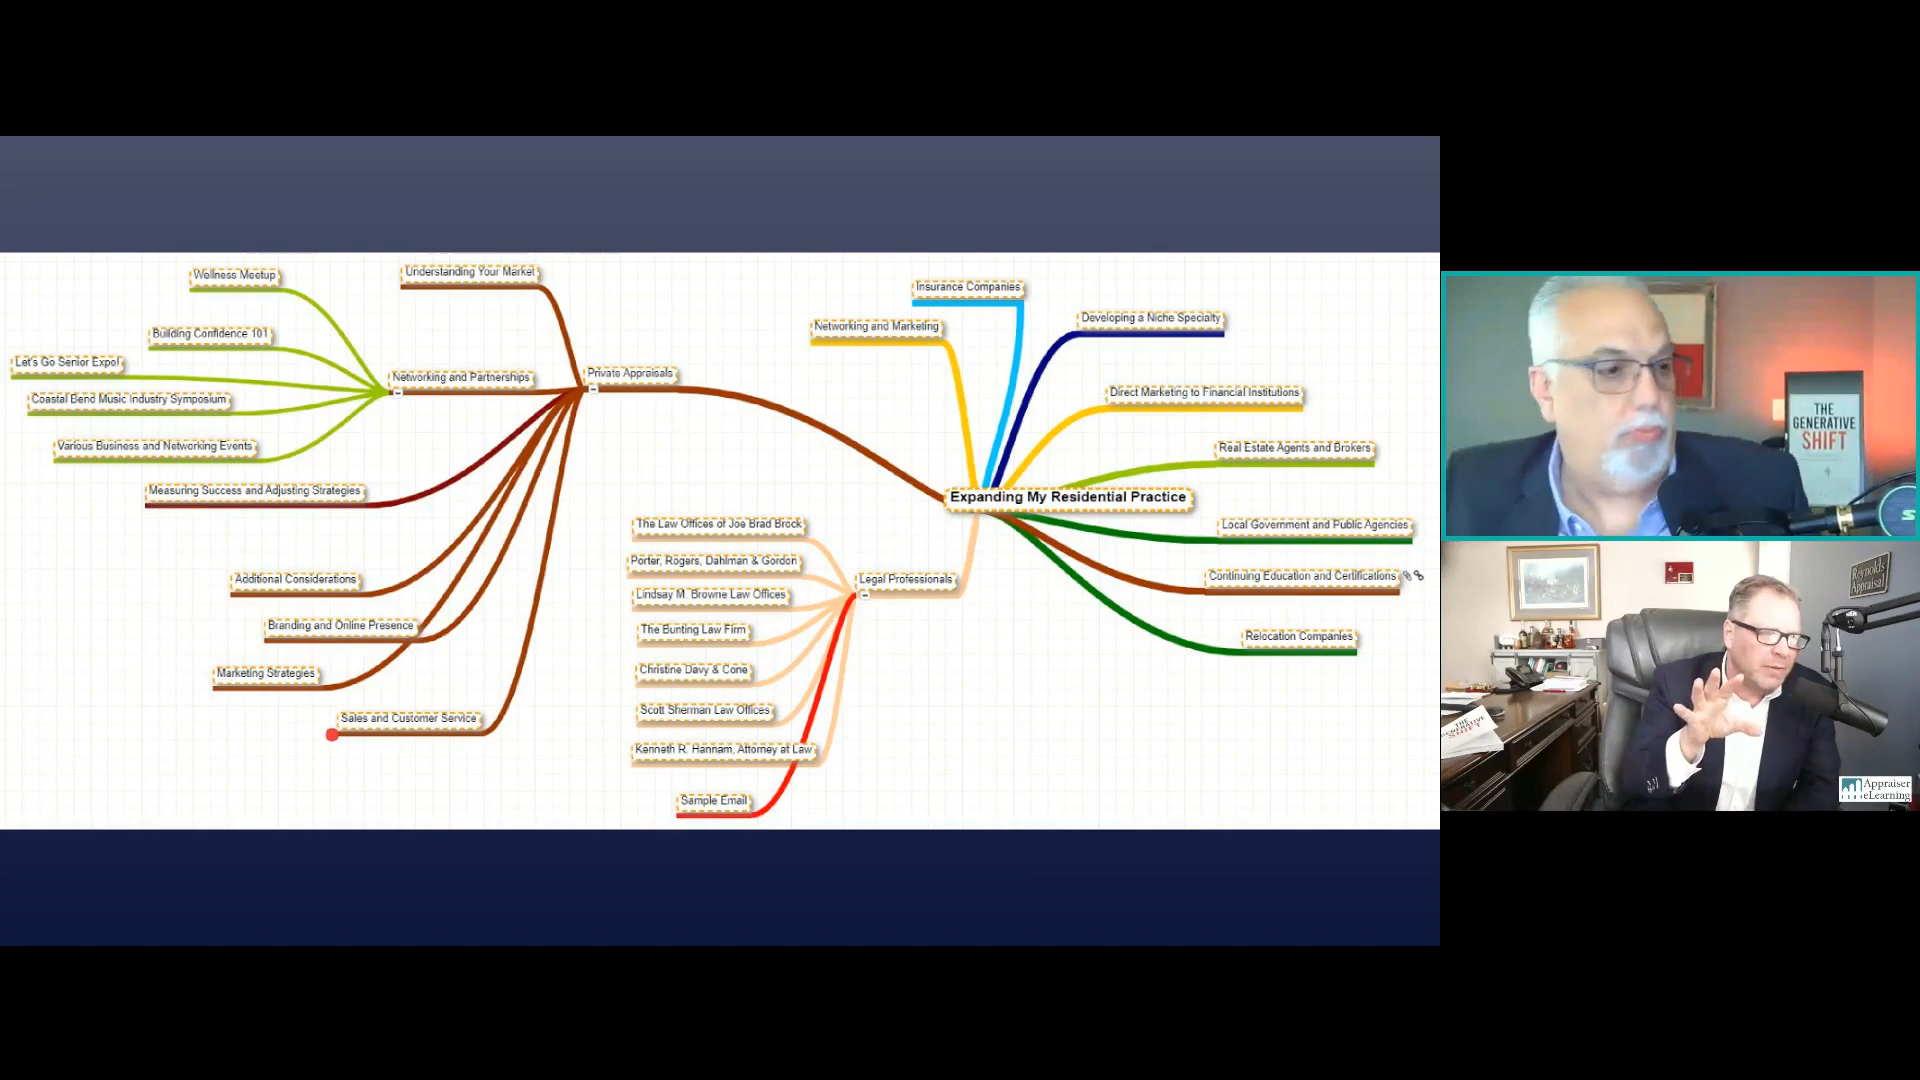 Wellness Meetup
Building Confidence 101
Let's Go Senior Expo!
Coastal Bend Music Industry Symposium
Various Business and Networking Events
Understanding Your Market
Networking and Partnerships
Private Appraisals
Measuring Success and Adjusting Strategies
Additional Considerations
Branding and Online Presence
Marketing Strategies
Sales and Customer Service
Insurance Companies
Networking and Marketing
Developing a Niche Specialty
Direct Marketing to Financial Institutions
Real Estate Agents and Brokers
Expanding My Residential Practice
Local Government and Public Agencies
Continuing Education and Certifications
Relocation Companies
Legal Professionals
The Law Offices of Joe Brad Brock
Porter, Rogers, Dahlman & Gordon
Lindsay M. Browne Law Offices
The Bunting Law Firm
Christine Davy & Cone
Scott Sherman Law Offices
Kenneth R. Hannam, Attorney at Law
Sample Email
THE
GENERATIVE
SHIFT
S
Reynolds
Appraisal
THE
GENERATIVE
SHIFT
Appraiser
eLearning